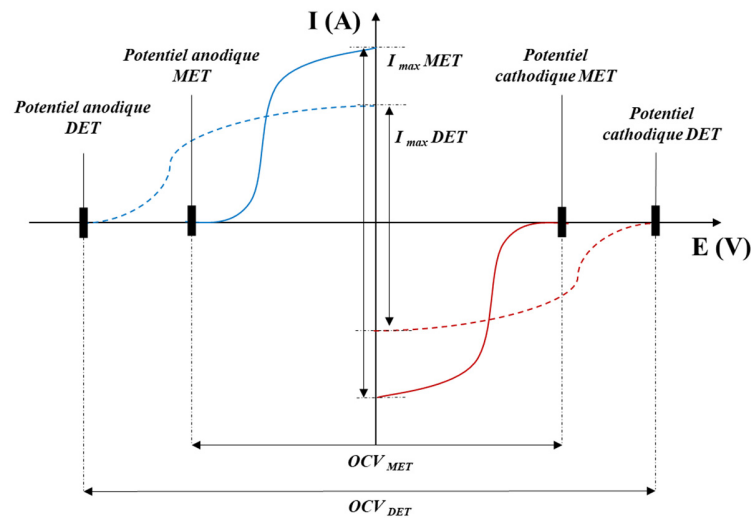 I (A)
Potentiel anodique
MET
Potentiel anodique
DET
I max MET
I max DET
Potentiel
cathodique MET
Potentiel
cathodique DET
E (V)
OCV MET
OCV DET